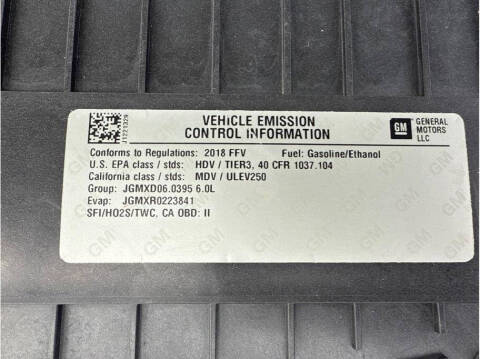 VEHICLE EMISSION
CONTROL INFORMATION
GM
GENERAL
MOTORS
LLC
Conforms to Regulations: 2018 FFV Fuel: Gasoline/Ethanol
U.S. EPA class / stds: HDV / TIER3, 40 CFR 1037.104
California class / stds: MDV / ULEV250
Group: JGMXD06.0395 6.0L
Evap: JGMXR0223841
SFI/HO2S/TWC, CA OBD: II